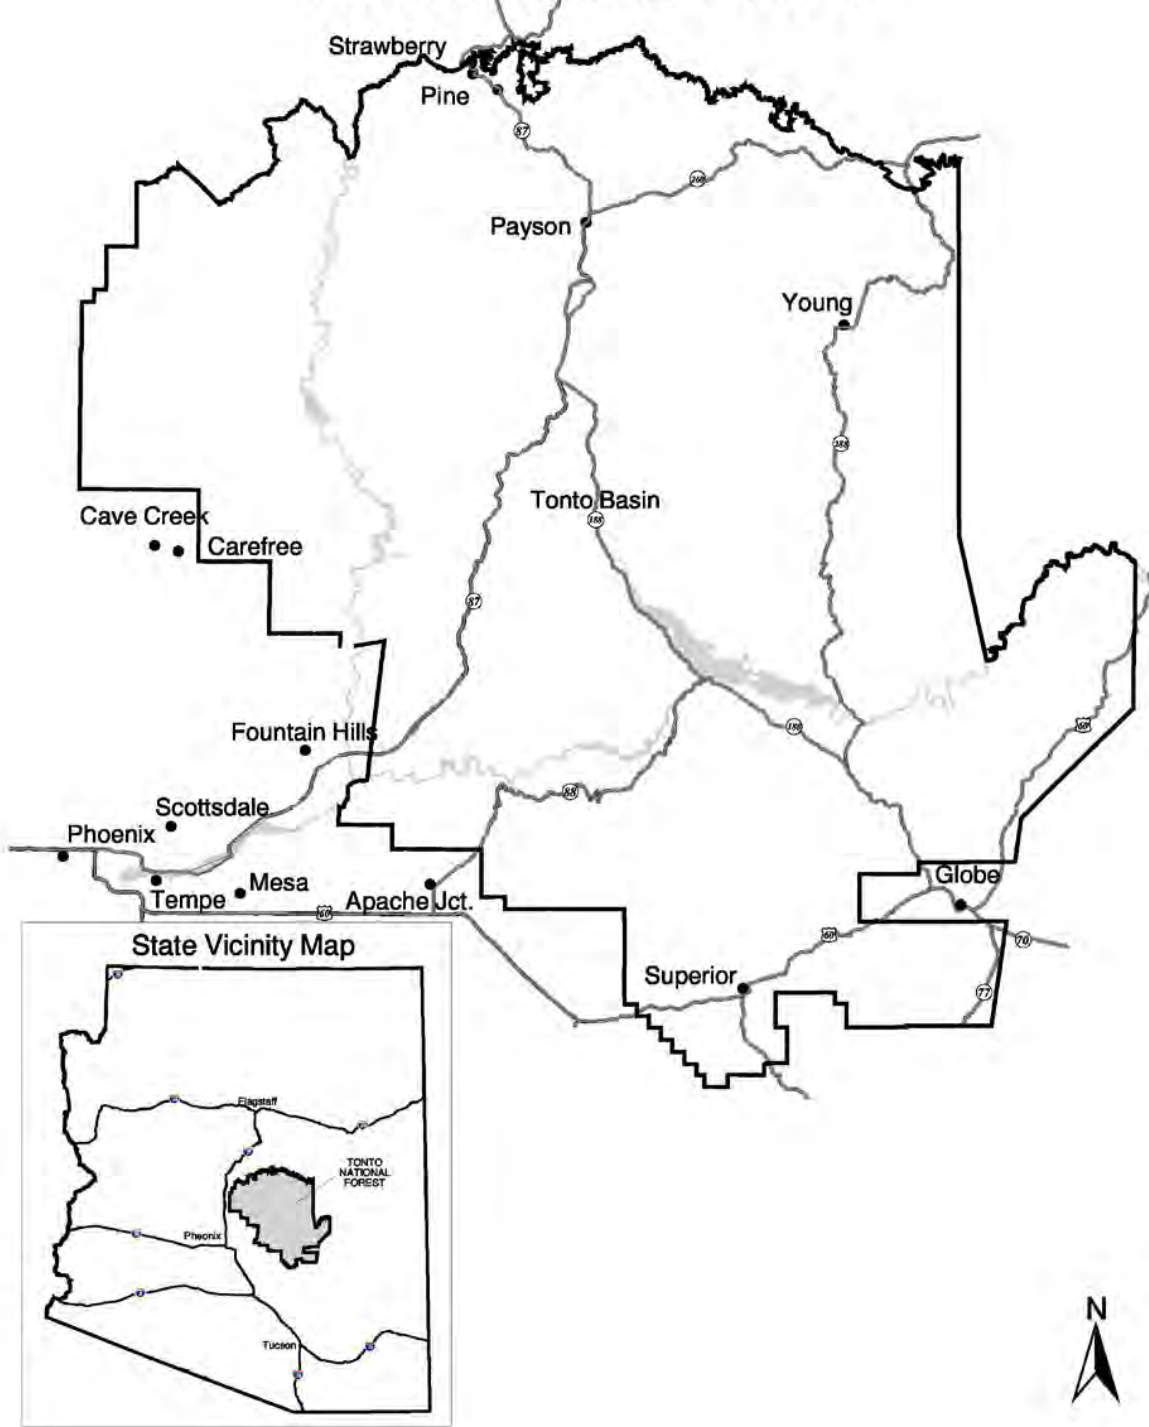 Strawberry
Pine
87
260
Payson
Young
288
Tonto Basin
188
Cave Creek
Carefree
87
Fountain Hills
188
60
88
Scottsdale
Phoenix
Globe
Tempe
Mesa
Apache Jct.
60
60
70
Superior
77
State Vicinity Map
Flagstaff
TONTO
NATIONAL
FOREST
Pheonix
Tucson
N